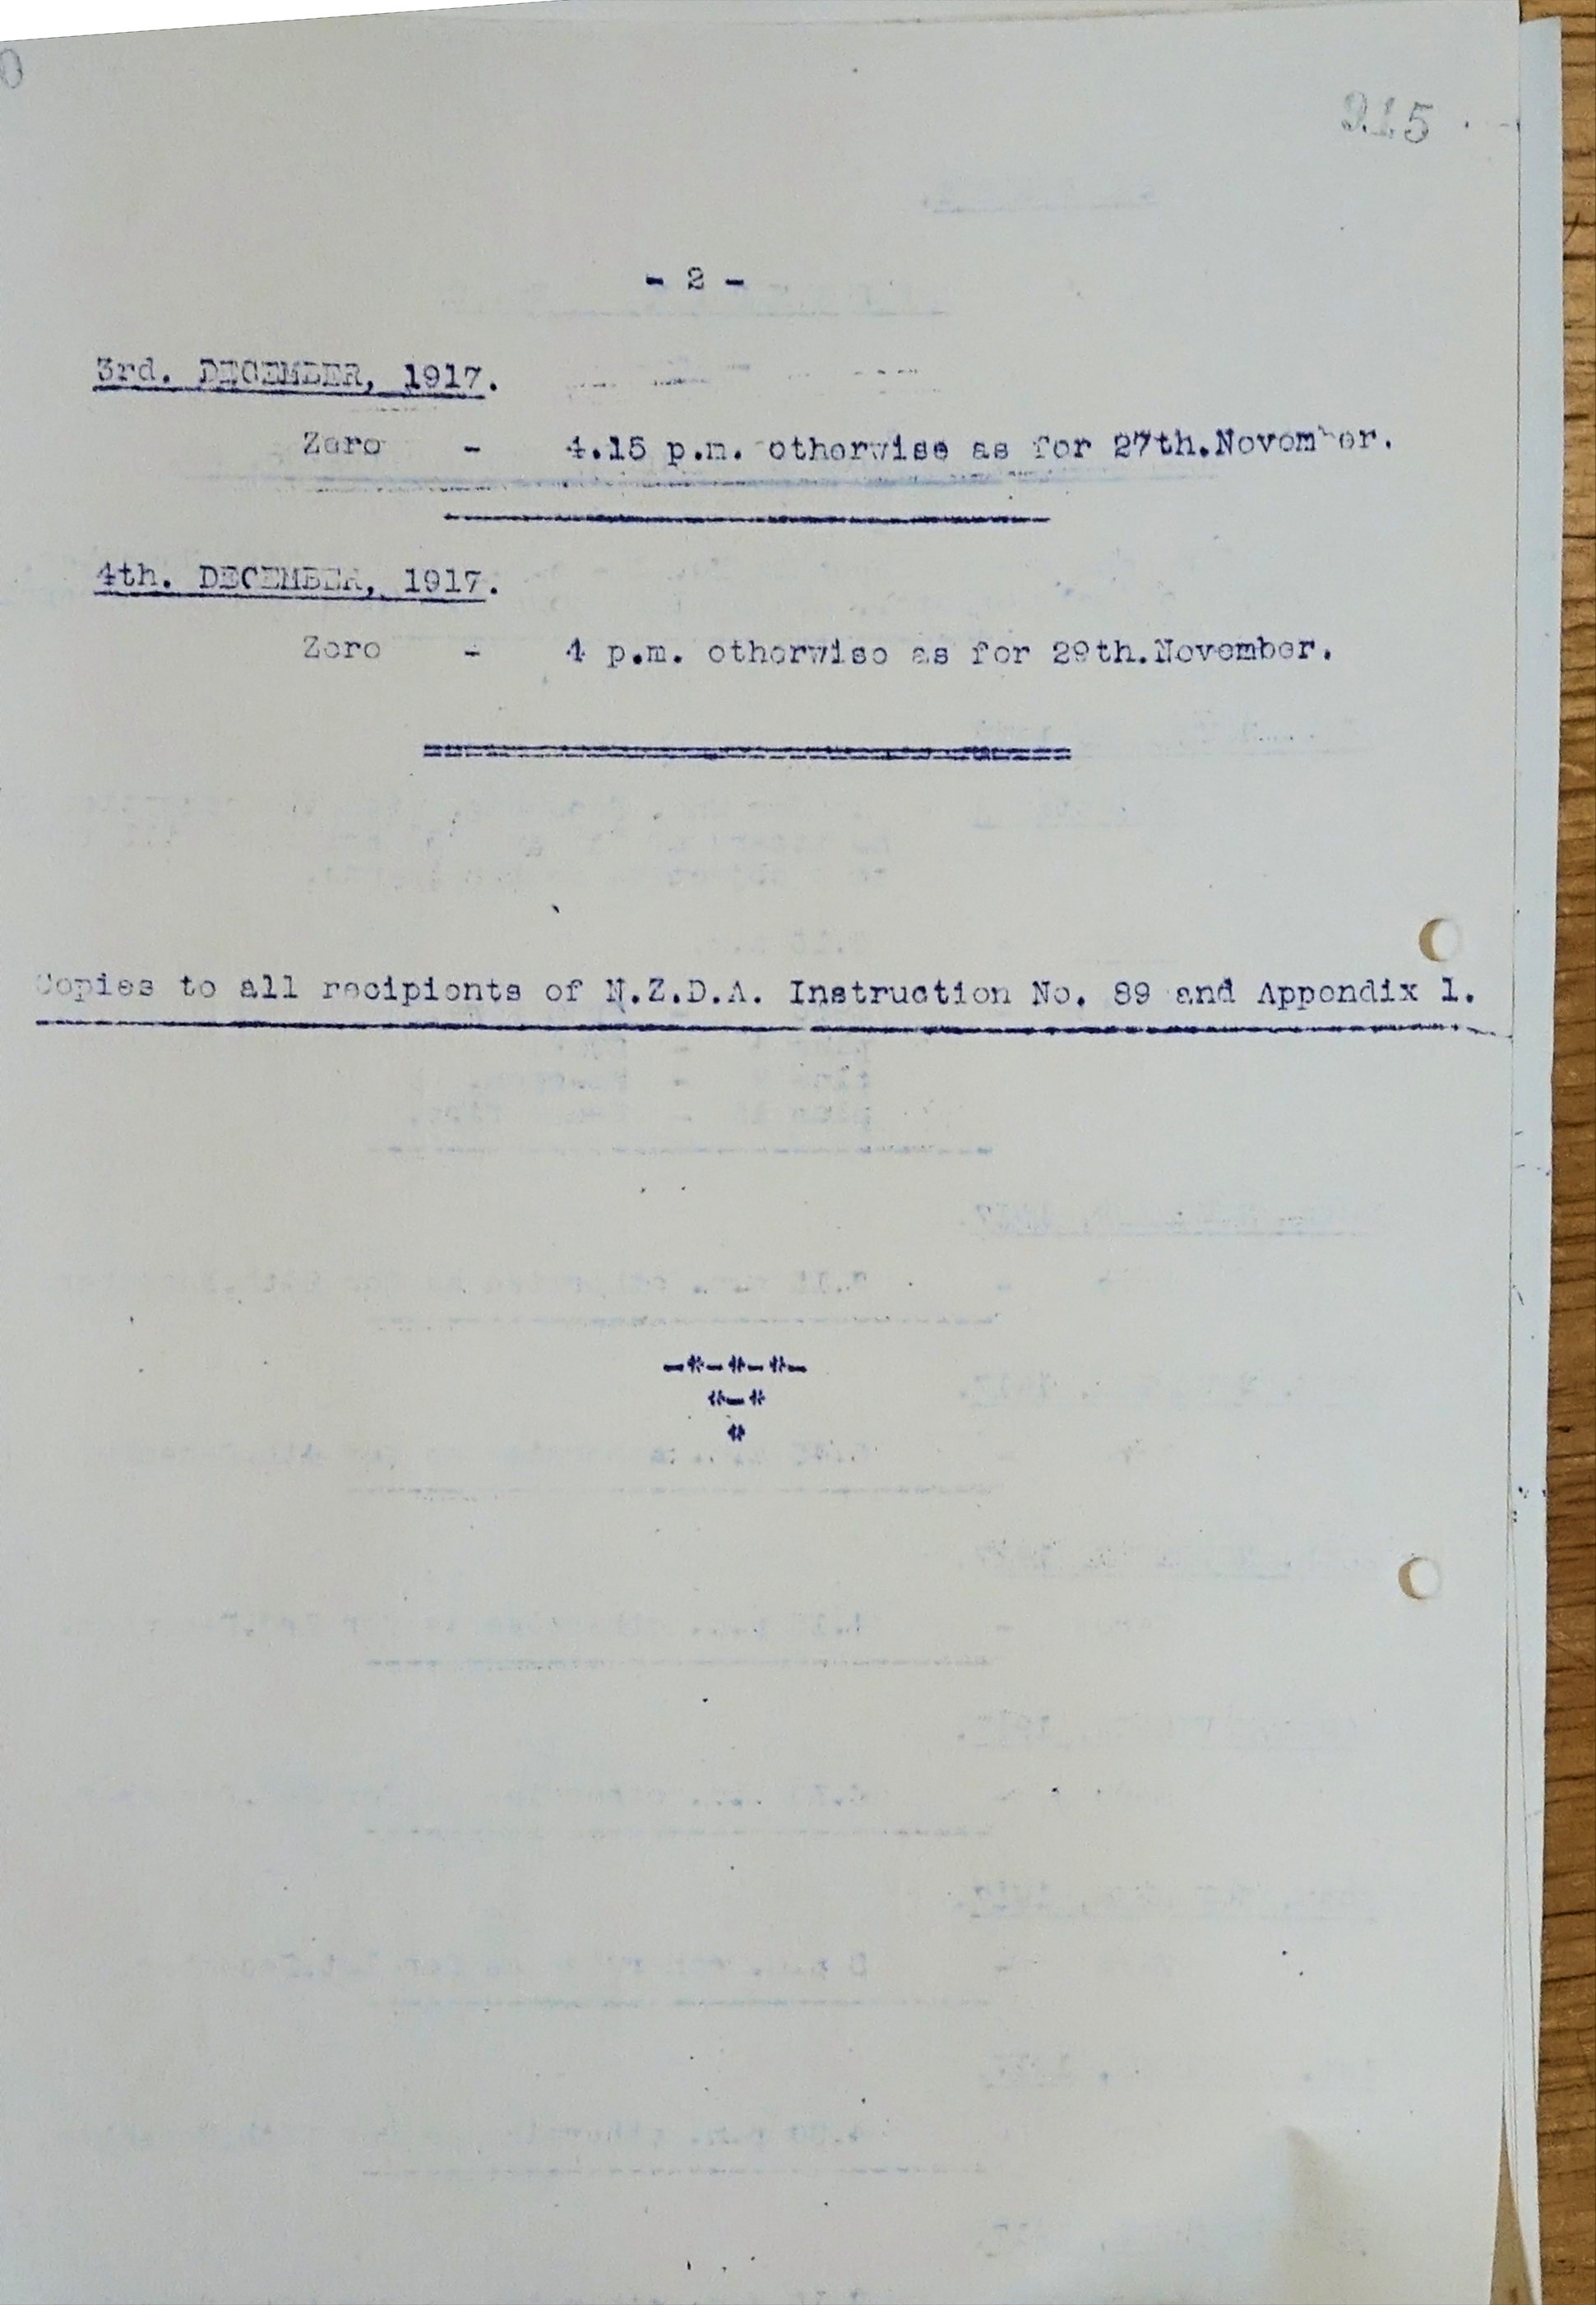 215
- 2 -
3rd. DECEMBER, 1917.
Zero - 4.15 p.m. otherwise as for 27th.November.
4th. DECEMBER, 1917.
Zero - 4 p.m. otherwise as for 29th.November.
Copies to all recipients of N.Z.D.A. Instruction No. 89 and Appendix 1.
-*-*-*-
*-*
*